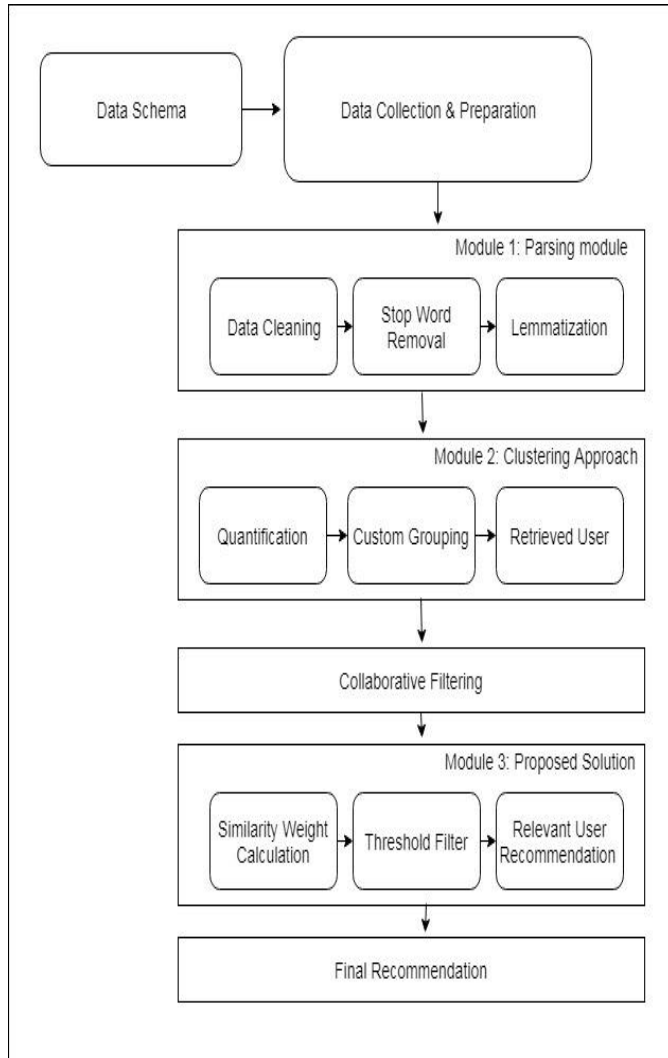 Data Schema
Data Collection & Preparation
Module 1: Parsing module
Data Cleaning
Stop Word
Removal
Lemmatization
Module 2: Clustering Approach
Quantification
Custom Grouping
Retrieved User
Collaborative Filtering
Module 3: Proposed Solution
Similarity Weight
Calculation
Threshold Filter
Relevant User
Recommendation
Final Recommendation